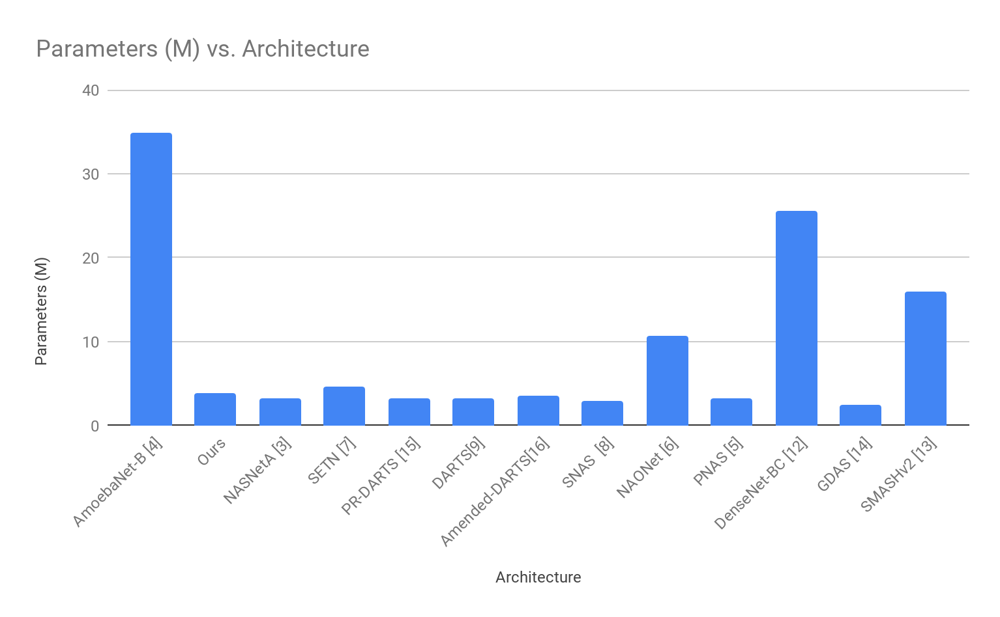 Parameters (M) vs. Architecture
40
30
20
10
0
Parameters (M)
AmoebaNet-B [4]
Ours
NASNetA [3]
SETN [7]
PR-DARTS [15]
DARTS[9]
Amended-DARTS[16]
SNAS [8]
NAONet [6]
PNAS [5]
DenseNet-BC [12]
GDAS [14]
SMASHv2 [13]
Architecture